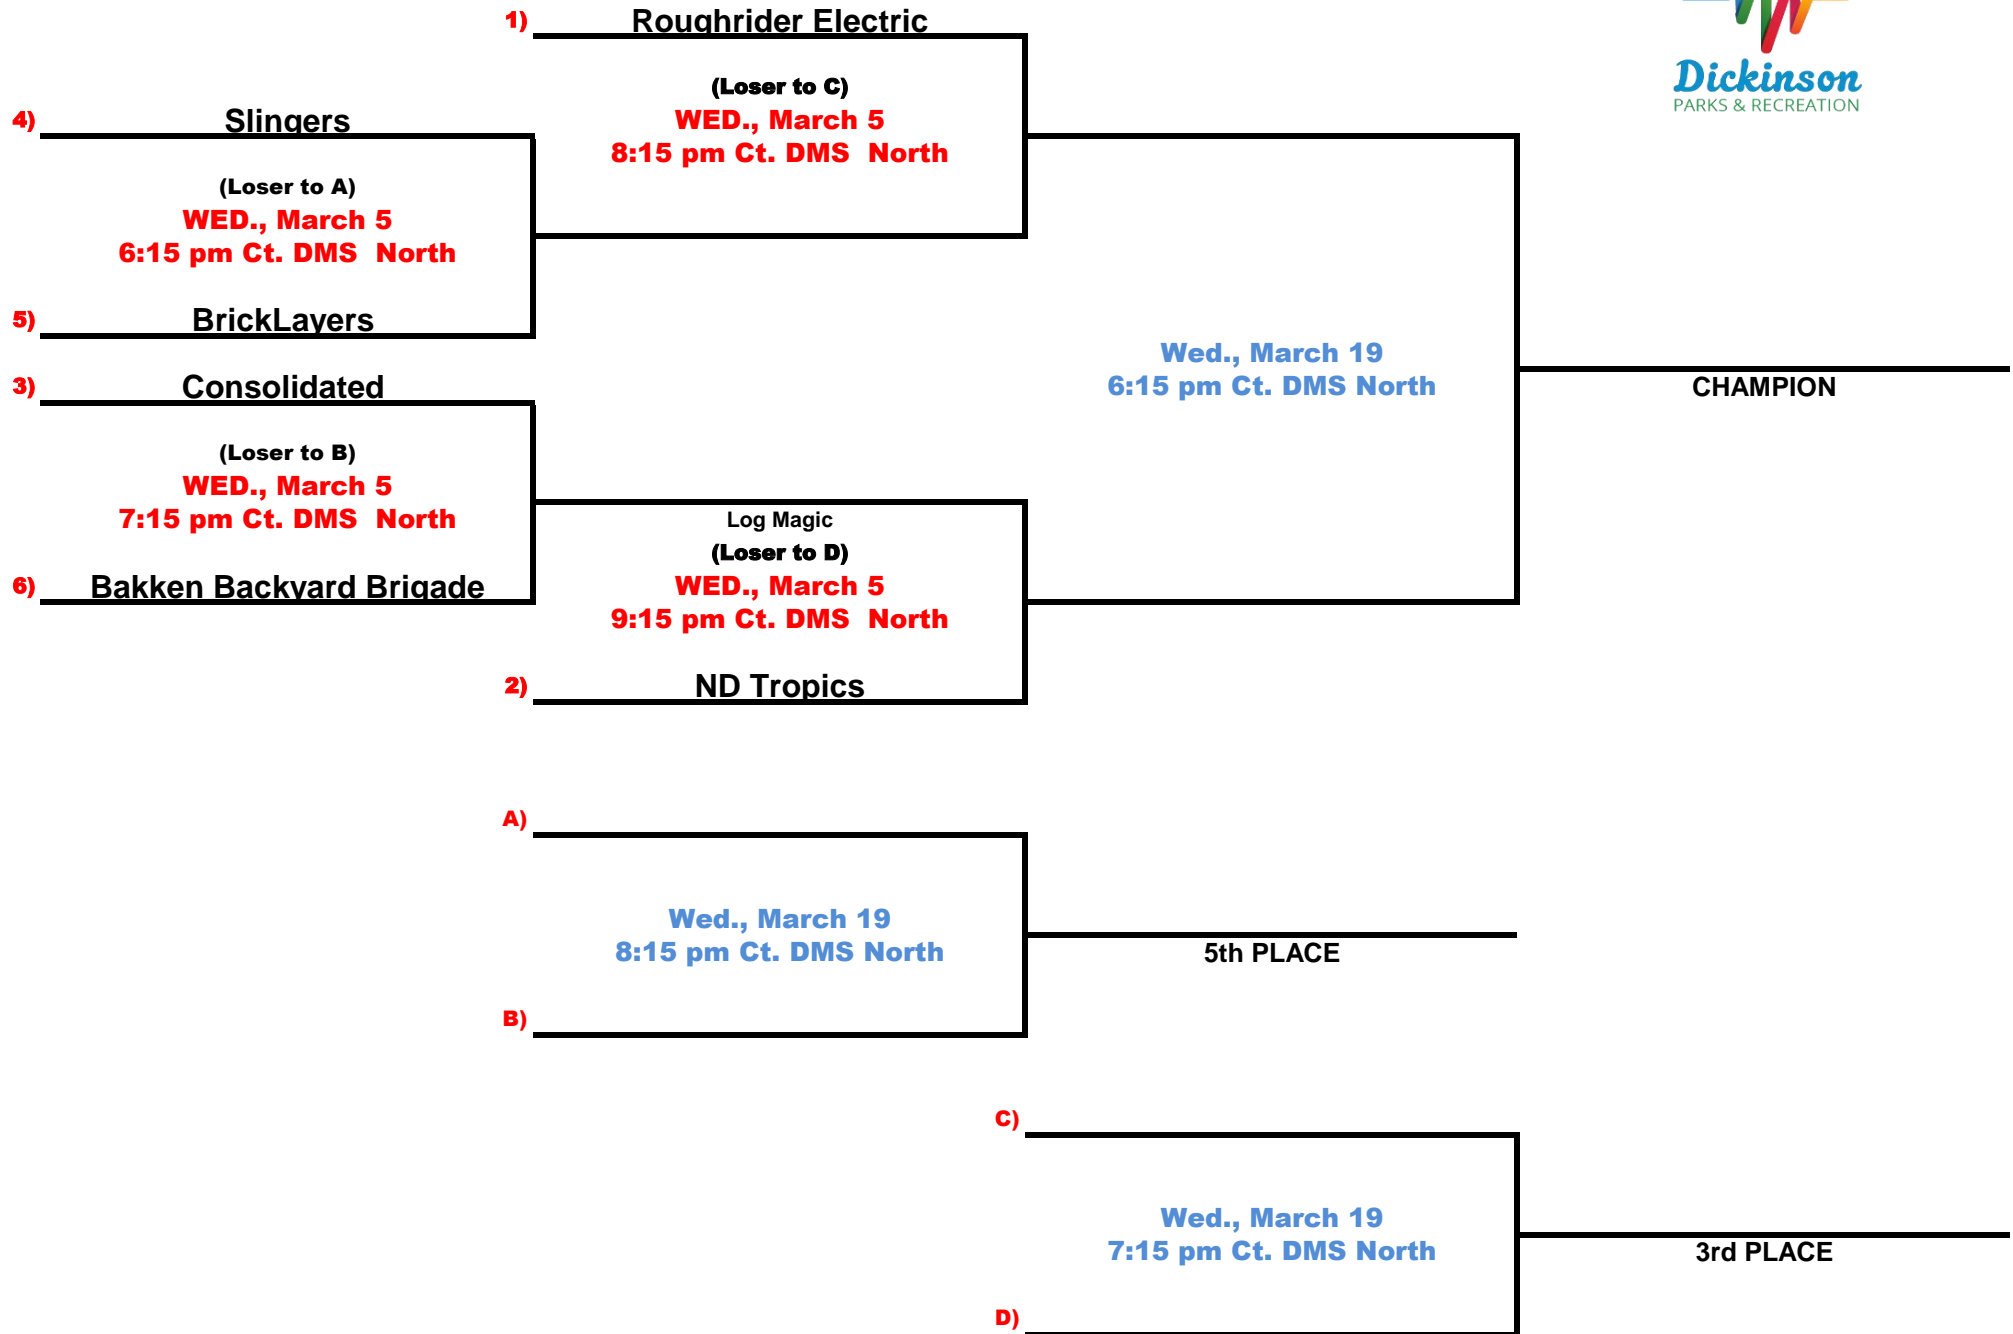 1) Roughrider Electric
Dickinson
PARKS & RECREATION
(Loser to C)
WED., March 5
8:15 pm Ct. DMS  North
4) Slingers
(Loser to A)
WED., March 5
6:15 pm Ct. DMS  North
5) BrickLayers
Wed., March 19
6:15 pm Ct. DMS North
CHAMPION
3) Consolidated
(Loser to B)
WED., March 5
7:15 pm Ct. DMS  North
6) Bakken Backyard Brigade
Log Magic
(Loser to D)
WED., March 5
9:15 pm Ct. DMS  North
2) ND Tropics
A)
Wed., March 19
8:15 pm Ct. DMS North
5th PLACE
B)
C)
Wed., March 19
7:15 pm Ct. DMS North
3rd PLACE
D)